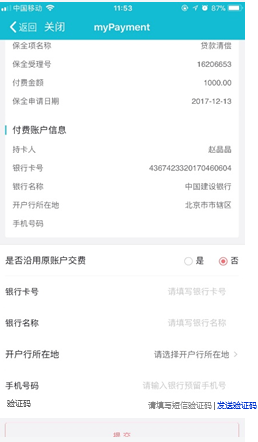 中国移动 11:53 87%
返回 关闭 myPayment
保全项名称 贷款清偿
保全受理号 16206653
付费金额 1000.00
保全申请日期 2017-12-13
付费账户信息
持卡人 赵晶晶
银行卡号 4367423320170460604
银行名称 中国建设银行
开户行所在地 北京市市辖区
手机号码
是否沿用原账户交费 是 否
银行卡号 请填写银行卡号
银行名称 请填写银行名称
开户行所在地 请选择开户行所在地
手机号码 请输入银行预留手机号
验证码 请填写短信验证码 | 发送验证码
提交